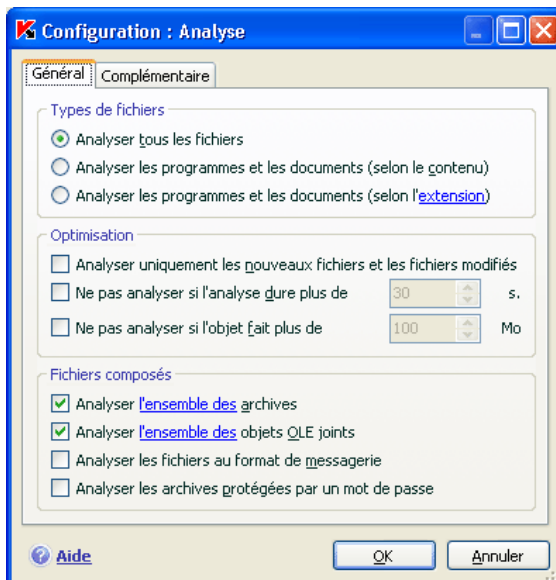 Configuration : Analyse
Général
Complémentaire
Types de fichiers
Analyser tous les fichiers
Analyser les programmes et les documents (selon le contenu)
Analyser les programmes et les documents (selon l'extension)
Optimisation
Analyser uniquement les nouveaux fichiers et les fichiers modifiés
Ne pas analyser si l'analyse dure plus de 30 s.
Ne pas analyser si l'objet fait plus de 100 Mo
Fichiers composés
Analyser l'ensemble des archives
Analyser l'ensemble des objets OLE joints
Analyser les fichiers au format de messagerie
Analyser les archives protégées par un mot de passe
Aide
OK
Annuler